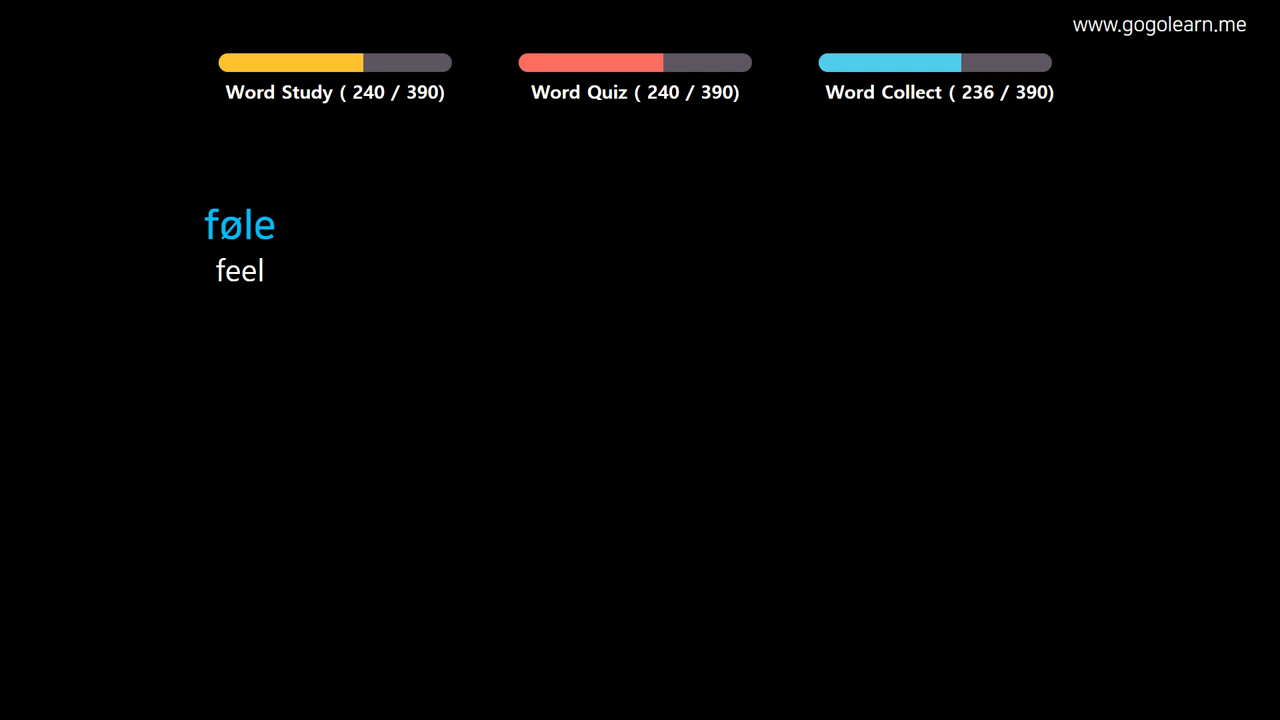 www.gogolearn.me
Word Study ( 240 / 390)
Word Quiz ( 240 / 390)
Word Collect ( 236 / 390)
føle
feel